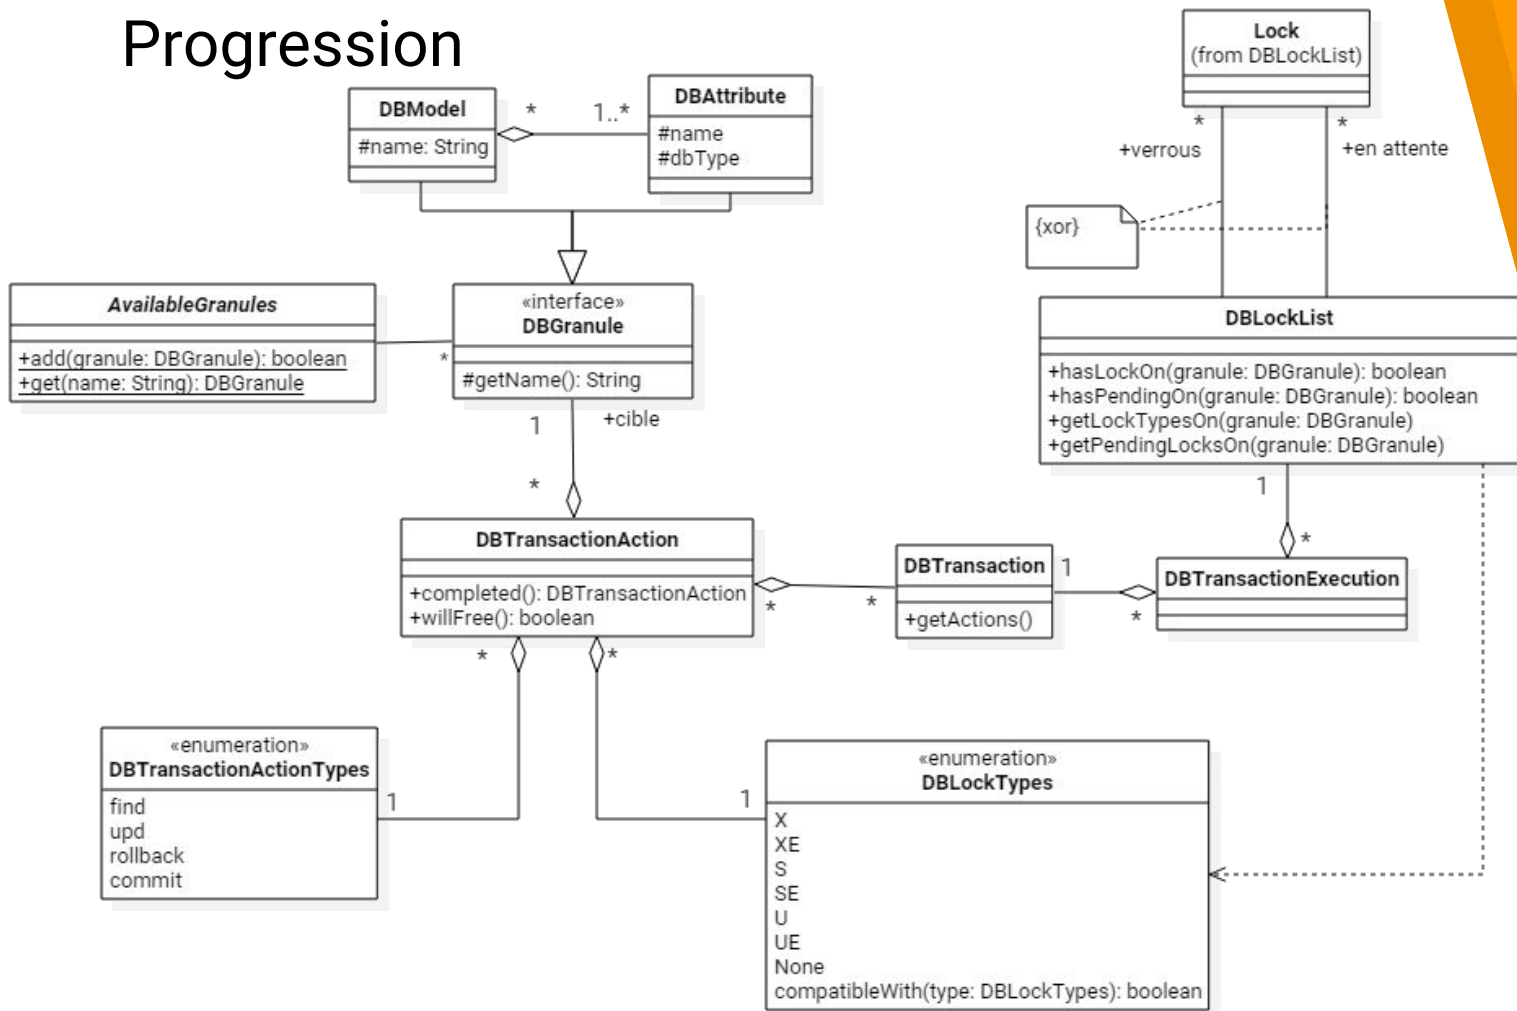 Progression
Lock
(from DBLockList)
*
+verrous
*
+en attente
{xor}
DBModel
#name: String
*
1..*
DBAttribute
#name
#dbType
AvailableGranules
+add(granule: DBGranule): boolean
+get(name: String): DBGranule
*
«interface»
DBGranule
#getName(): String
1
+cible
*
DBLockList
+hasLockOn(granule: DBGranule): boolean
+hasPendingOn(granule: DBGranule): boolean
+getLockTypesOn(granule: DBGranule)
+getPendingLocksOn(granule: DBGranule)
1
*
DBTransactionAction
+completed(): DBTransactionAction
+willFree(): boolean
*
*
DBTransaction
+getActions()
1
*
DBTransactionExecution
*
*
«enumeration»
DBTransactionActionTypes
find
upd
rollback
commit
1
1
«enumeration»
DBLockTypes
X
XE
S
SE
U
UE
None
compatibleWith(type: DBLockTypes): boolean